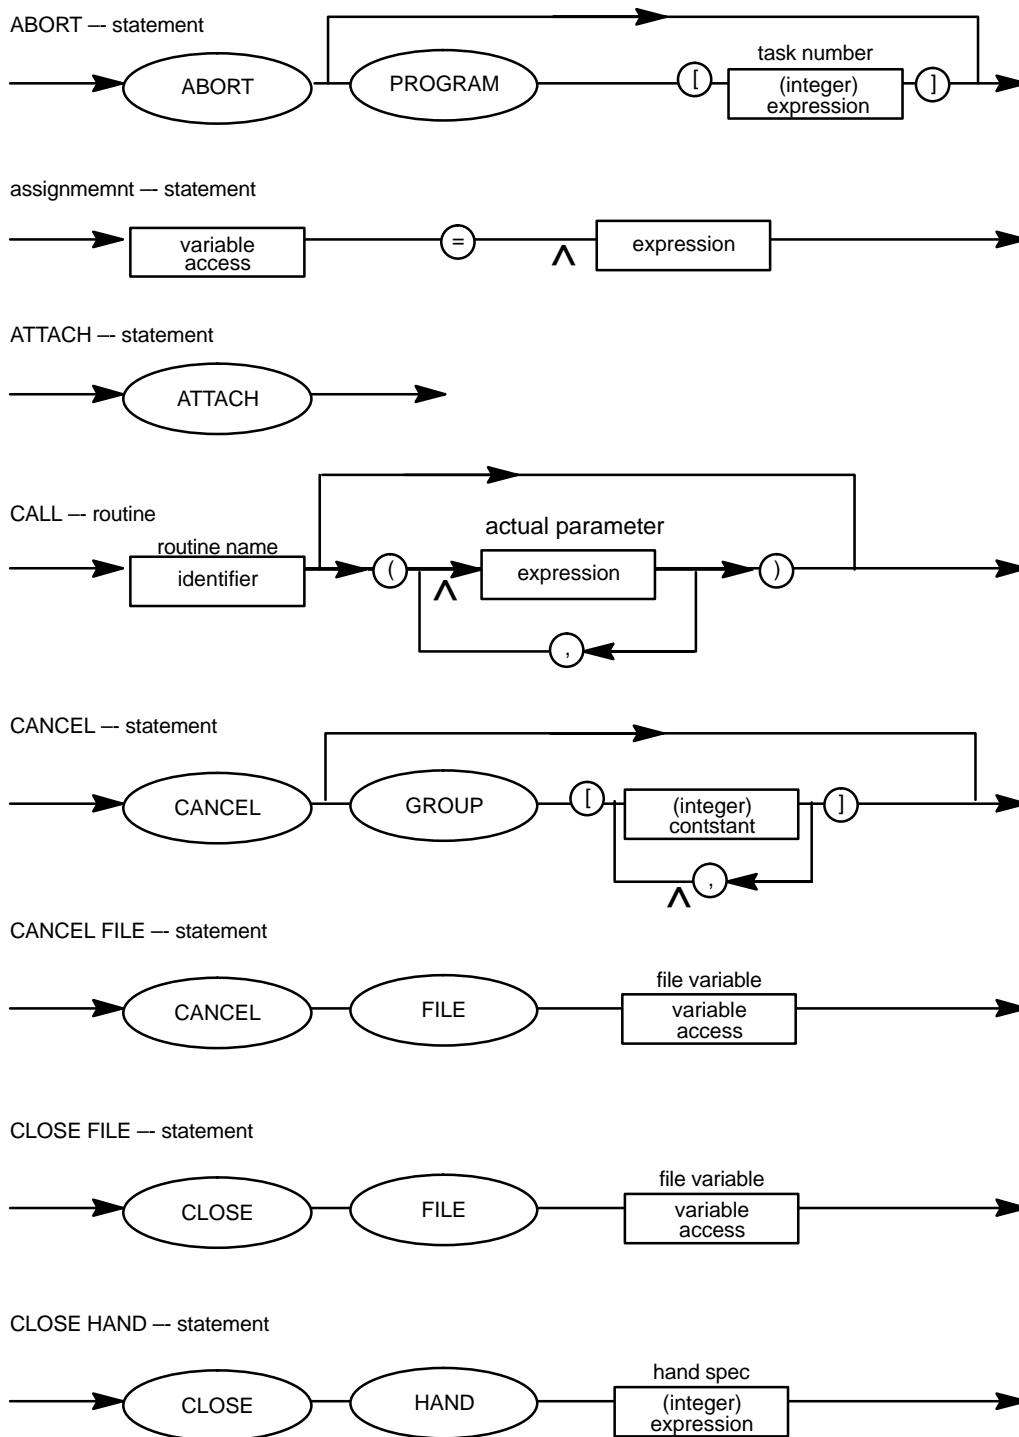 ABORT –- statement
task number
ABORT
PROGRAM
[
(integer)
expression
]
assignmemnt –- statement
variable
access
=
^
expression
ATTACH –- statement
ATTACH
CALL –- routine
routine name
identifier
actual parameter
(
^
expression
)
,
CANCEL –- statement
CANCEL
GROUP
[
(integer)
contstant
]
^
,
CANCEL FILE –- statement
file variable
CANCEL
FILE
variable
access
CLOSE FILE –- statement
file variable
CLOSE
FILE
variable
access
CLOSE HAND –- statement
hand spec
CLOSE
HAND
(integer)
expression